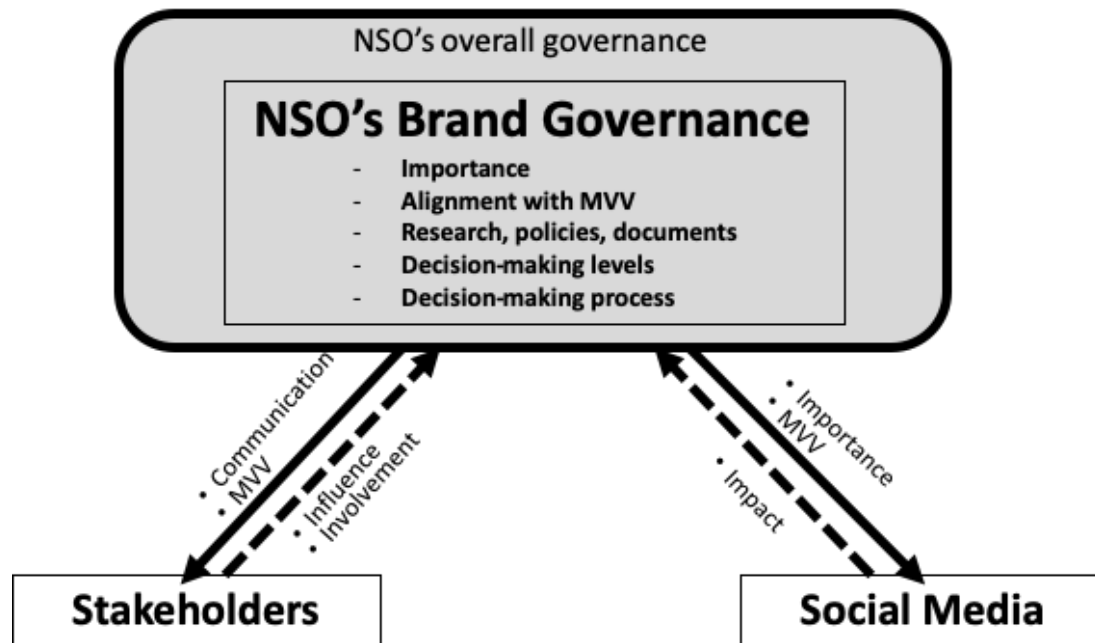 NSO's overall governance
NSO's Brand Governance
- Importance
- Alignment with MVV
- Research, policies, documents
- Decision-making levels
- Decision-making process
• Communication
• MVV
• Influence
• Involvement
• Importance
• MVV
• Impact
Stakeholders
Social Media